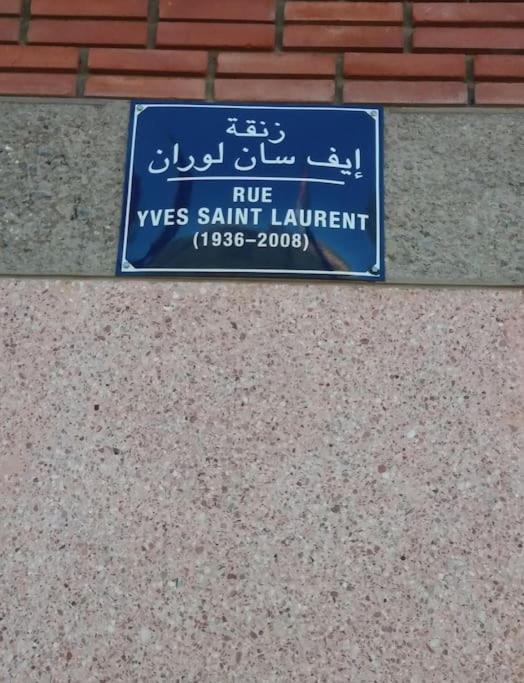 زنقة
إيف سان لوران
RUE
YVES SAINT LAURENT
(1936–2008)